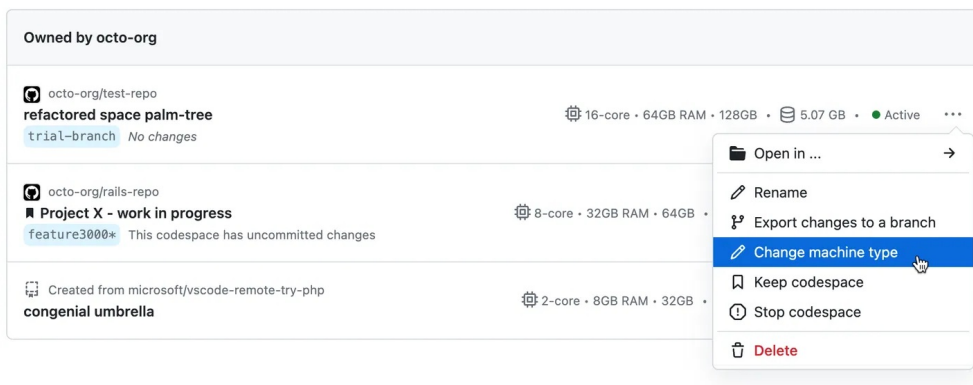 Owned by octo-org
octo-org/test-repo
refactored space palm-tree
16-core • 64GB RAM • 128GB • 5.07 GB • Active ...
trial-branch No changes
Open in ...
Rename
Export changes to a branch
Change machine type
Keep codespace
Stop codespace
Delete
octo-org/rails-repo
Project X - work in progress
8-core • 32GB RAM • 64GB •
feature3000* This codespace has uncommitted changes
Created from microsoft/vscode-remote-try-php
congenial umbrella
2-core • 8GB RAM • 32GB •